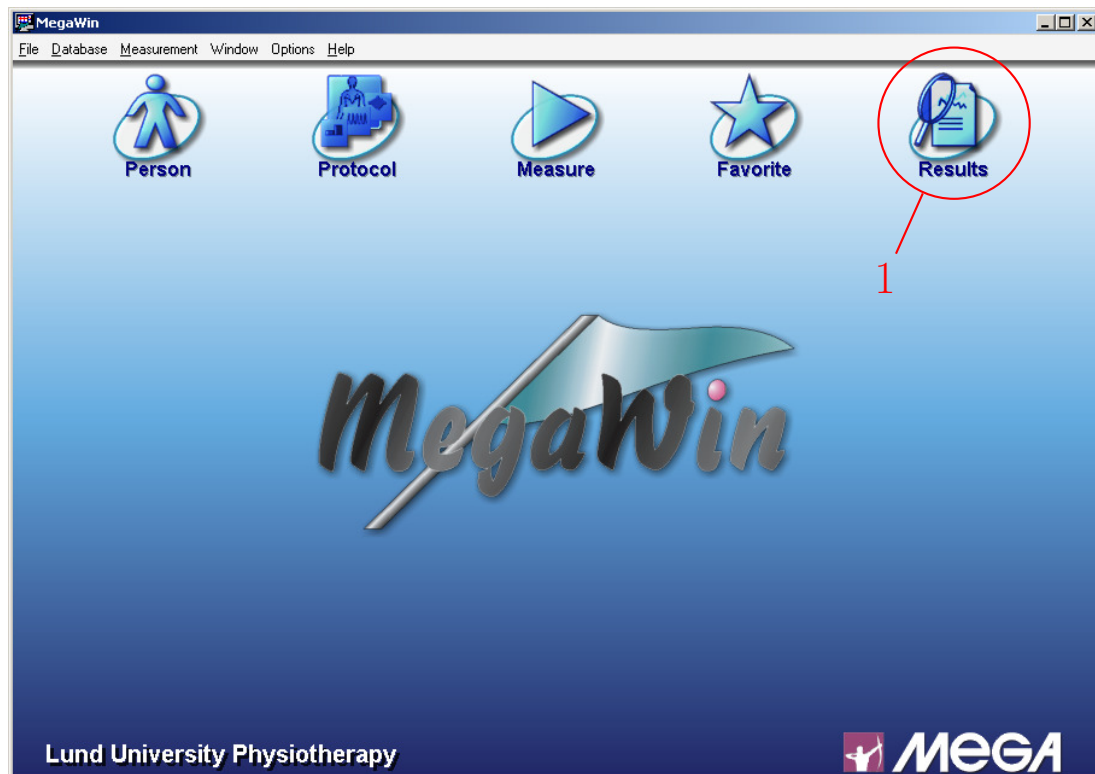 MegaWin
File Database Measurement Window Options Help
Person Protocol Measure Favorite Results
1
MegaWin
Lund University Physiotherapy
MEGA